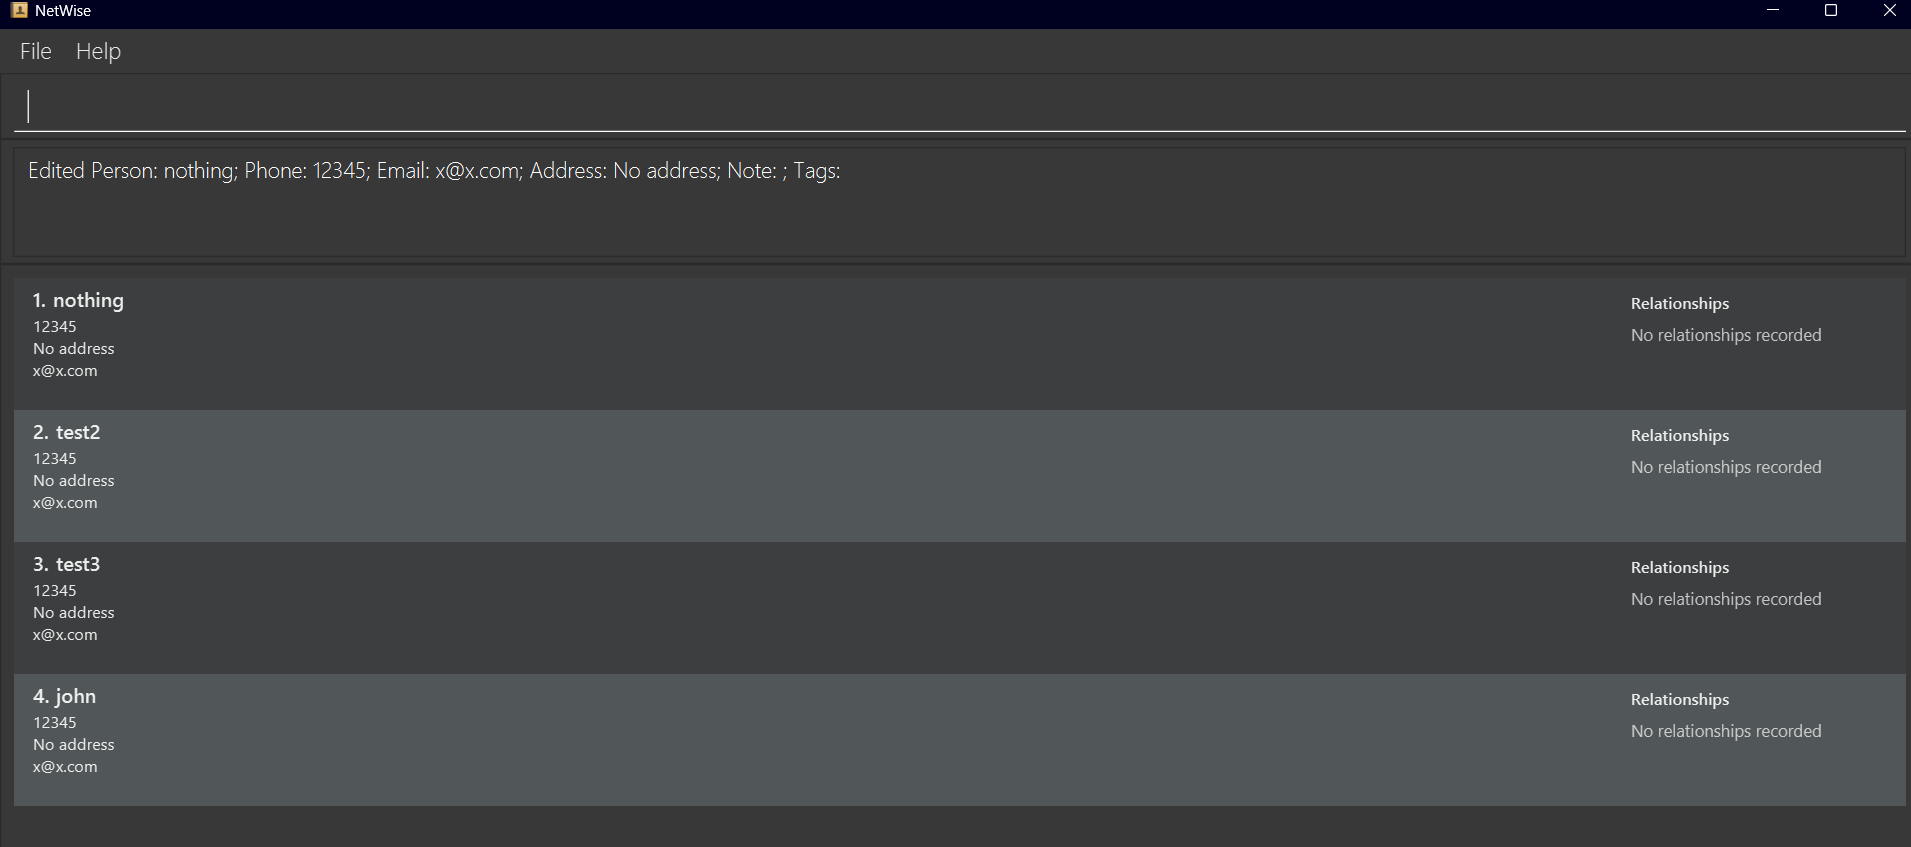 NetWise
File Help
Edited Person: nothing; Phone: 12345; Email: x@x.com; Address: No address; Note: ; Tags:
1. nothing
12345
No address
x@x.com
Relationships
No relationships recorded
2. test2
12345
No address
x@x.com
Relationships
No relationships recorded
3. test3
12345
No address
x@x.com
Relationships
No relationships recorded
4. john
12345
No address
x@x.com
Relationships
No relationships recorded